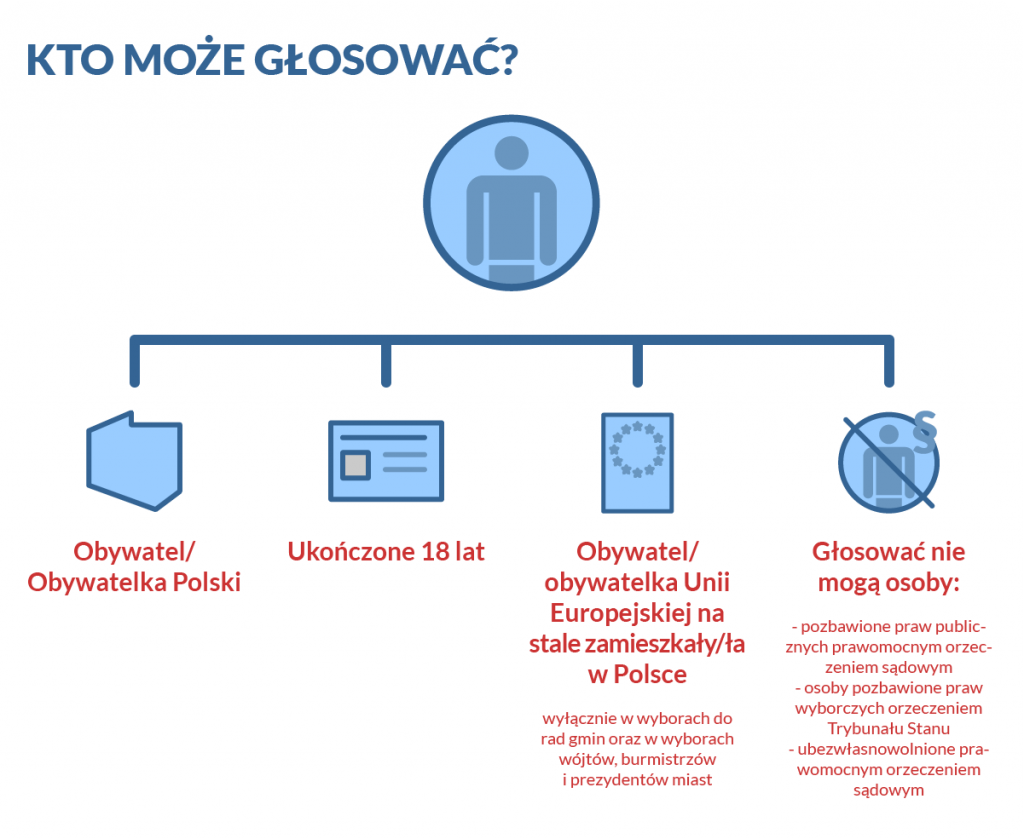 KTO MOŻE GŁOSOWAĆ?
§
Obywatel/
Obywatelka Polski
Ukończone 18 lat
Obywatel/
obywatelka Unii
Europejskiej na
stale zamieszkały/ła
w Polsce
wyłącznie w wyborach do
rad gmin oraz w wyborach
wójtów, burmistrzów
i prezydentów miast
Głosować nie
mogą osoby:
- pozbawione praw public-
znych prawomocnym orzec-
zeniem sądowym
- osoby pozbawione praw
wyborczych orzeczeniem
Trybunału Stanu
- ubezwłasnowolnione pra-
womocnym orzeczeniem
sądowym